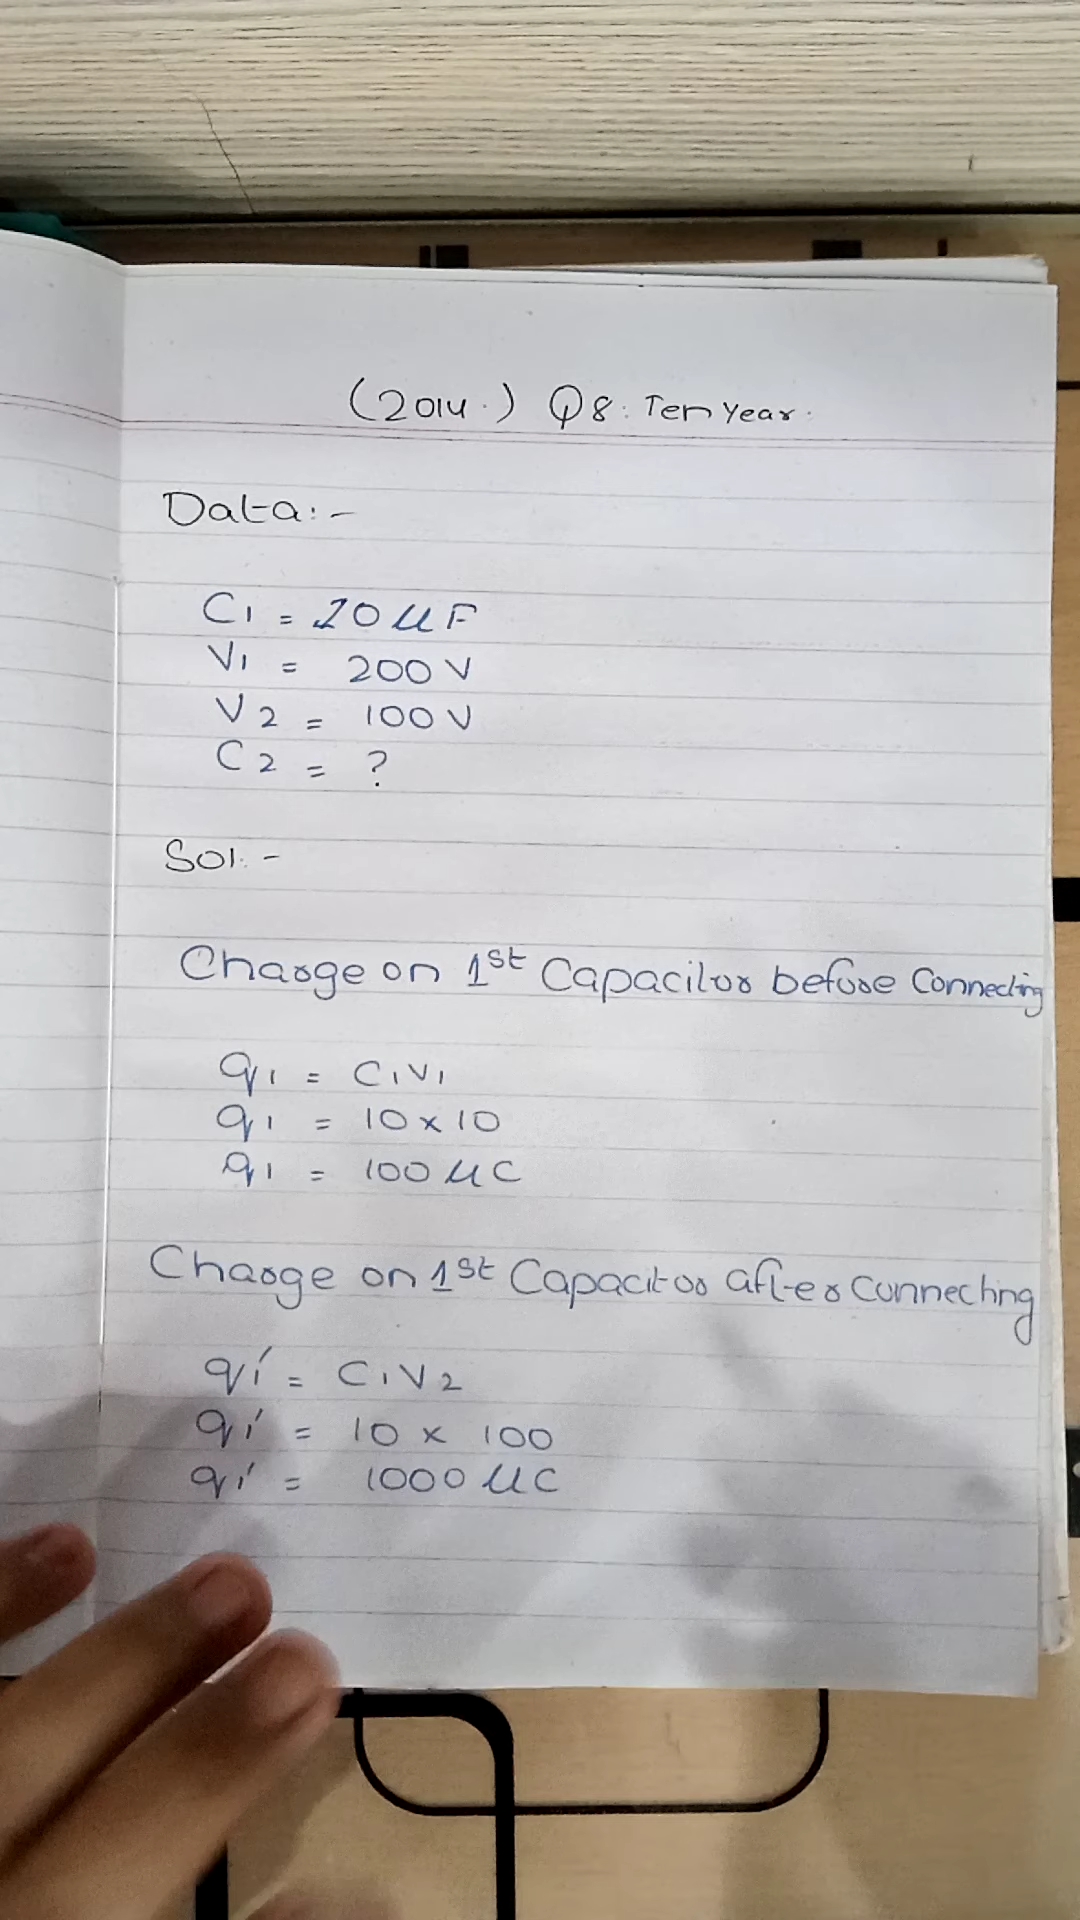 (2014.) Q8: Ten Year.
Data:-
C1 = 10 µF
V1 = 200 V
V2 = 100 V
C2 = ?
Sol:-
Charge on 1st Capacitor before Connecting
q1 = C1V1
q1 = 10 x 10
q1 = 100 µC
Charge on 1st Capacitor after Connecting
q1' = C1V2
q1' = 10 x 100
q1' = 1000 µC